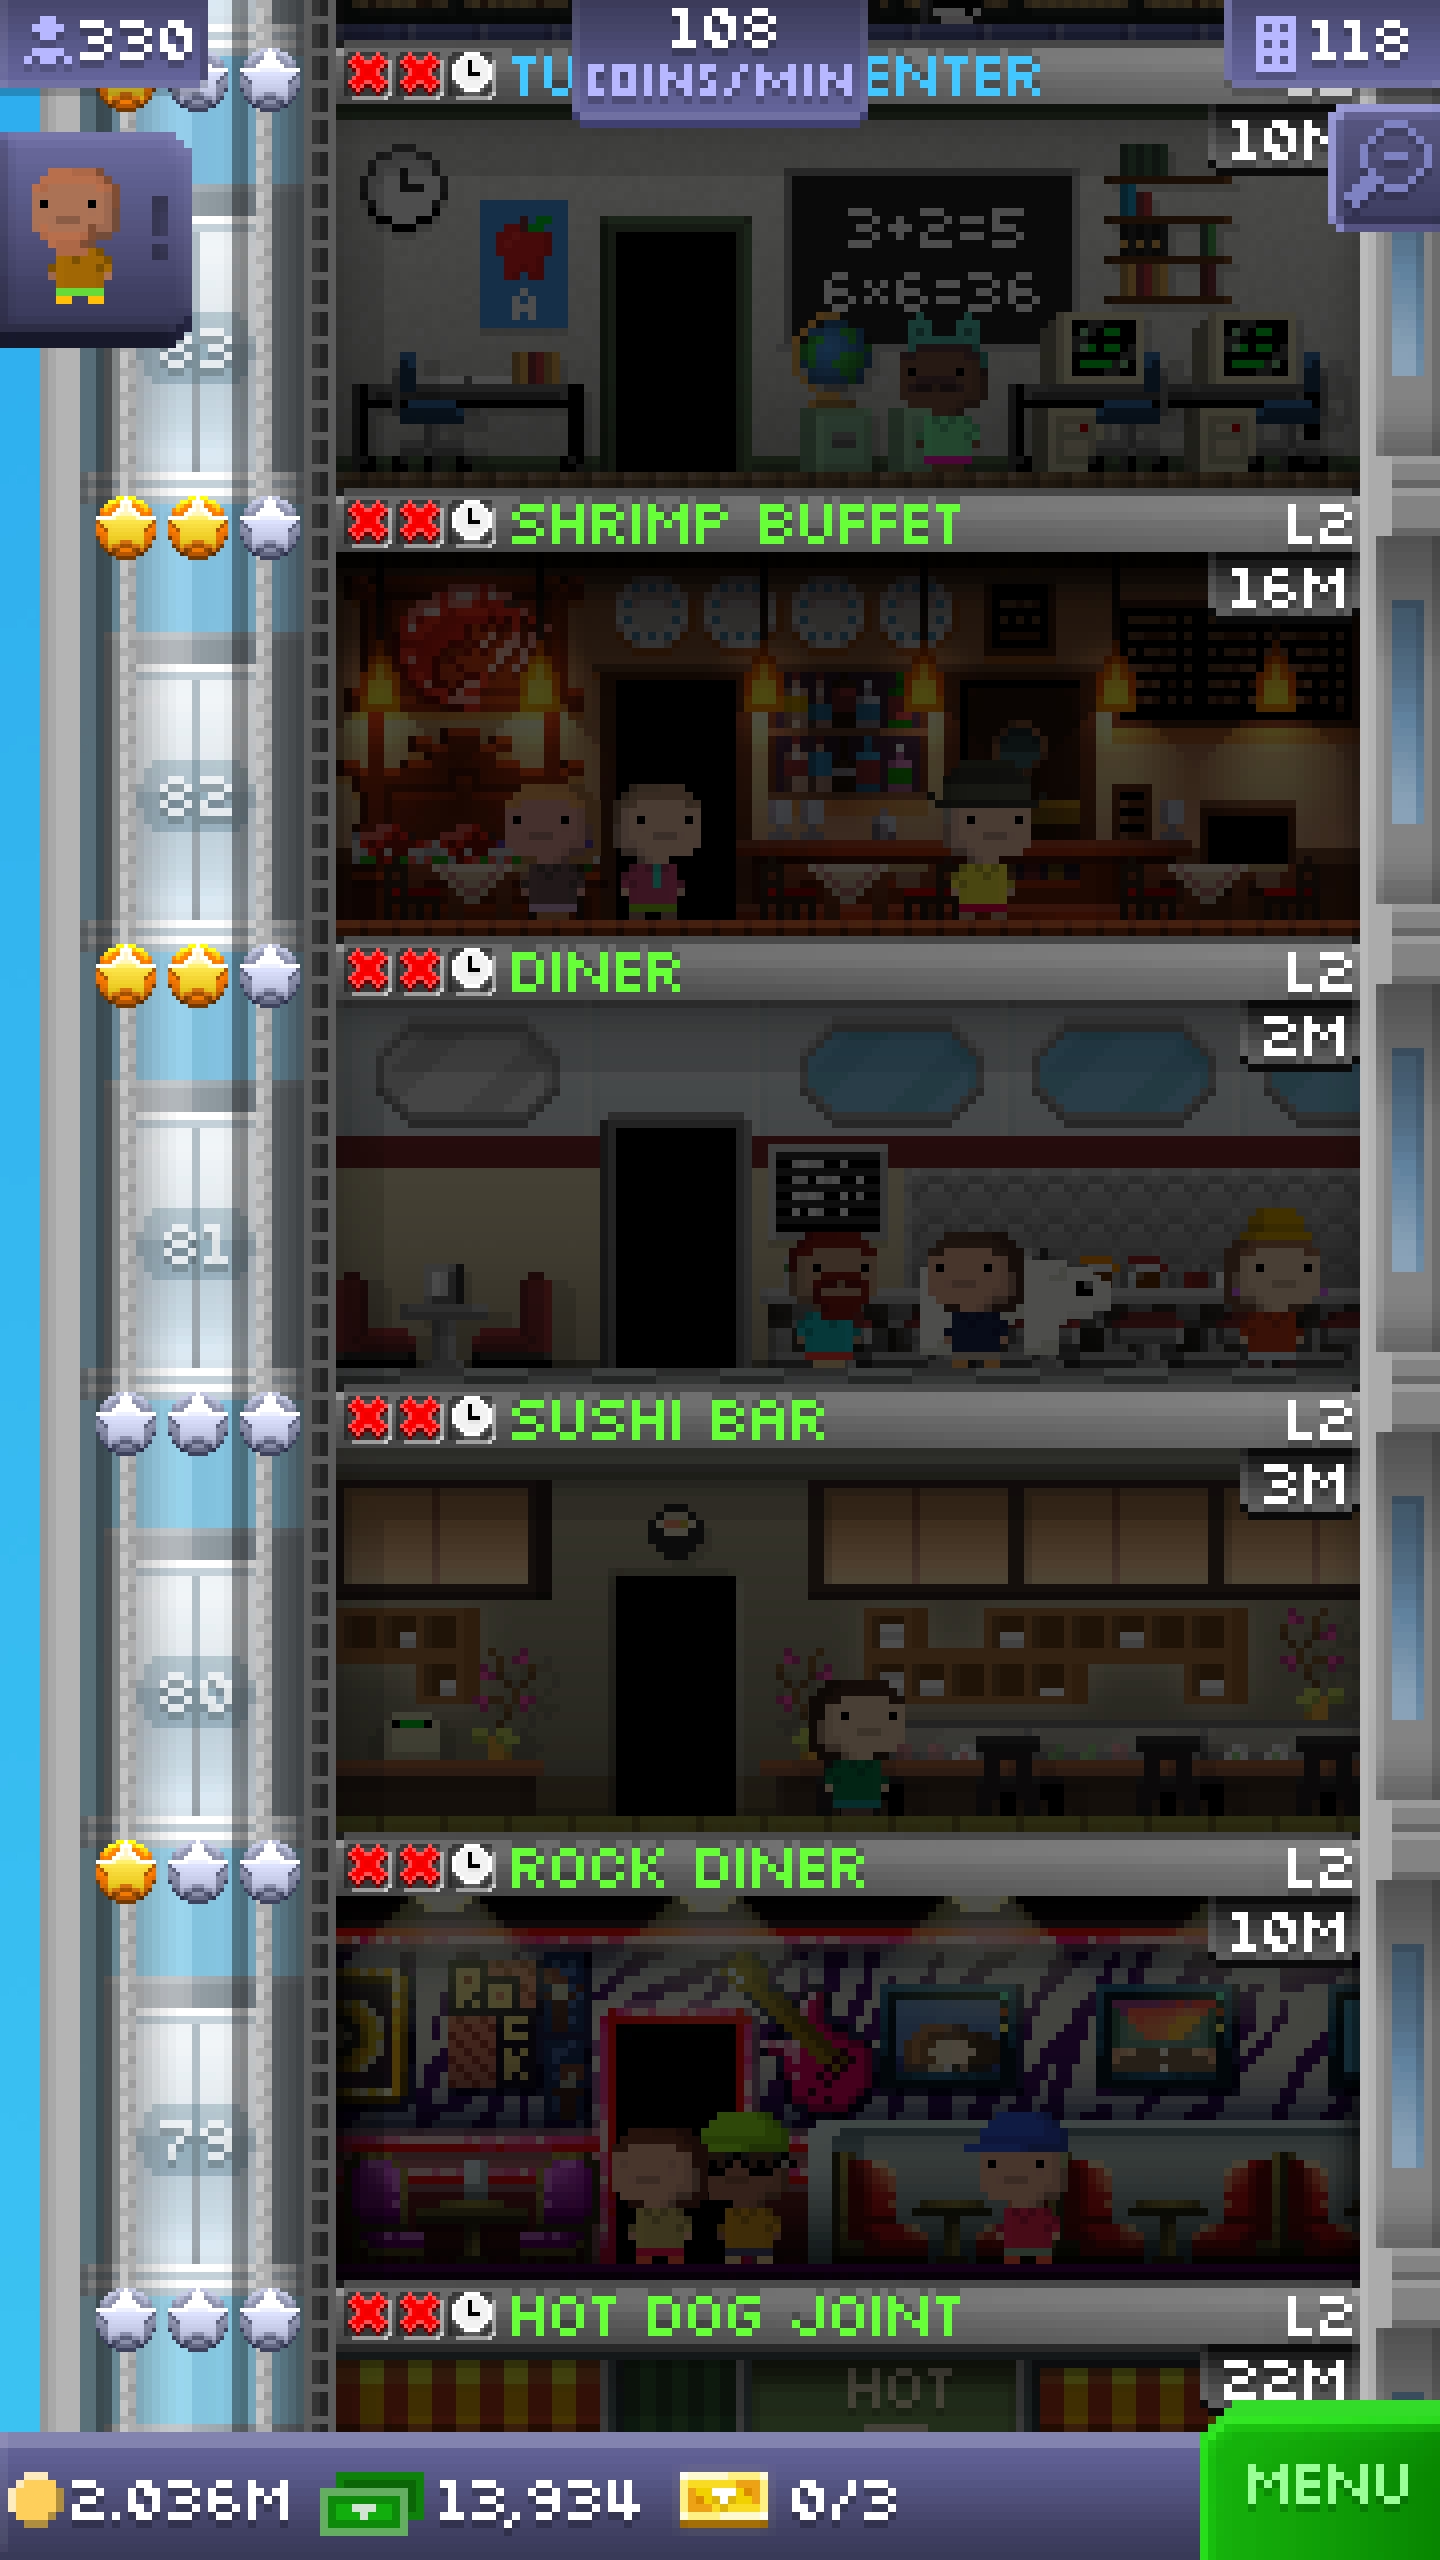 330
108
COINS/MIN
118
TU ENTER
10M
3+2=5
6×6=36
A
83
SHRIMP BUFFET L2
16M
82
DINER L2
2M
81
SUSHI BAR L2
3M
80
ROCK DINER L2
10M
79
HOT DOG JOINT L2
22M
HOT
2.036M 13,934 0/3
MENU